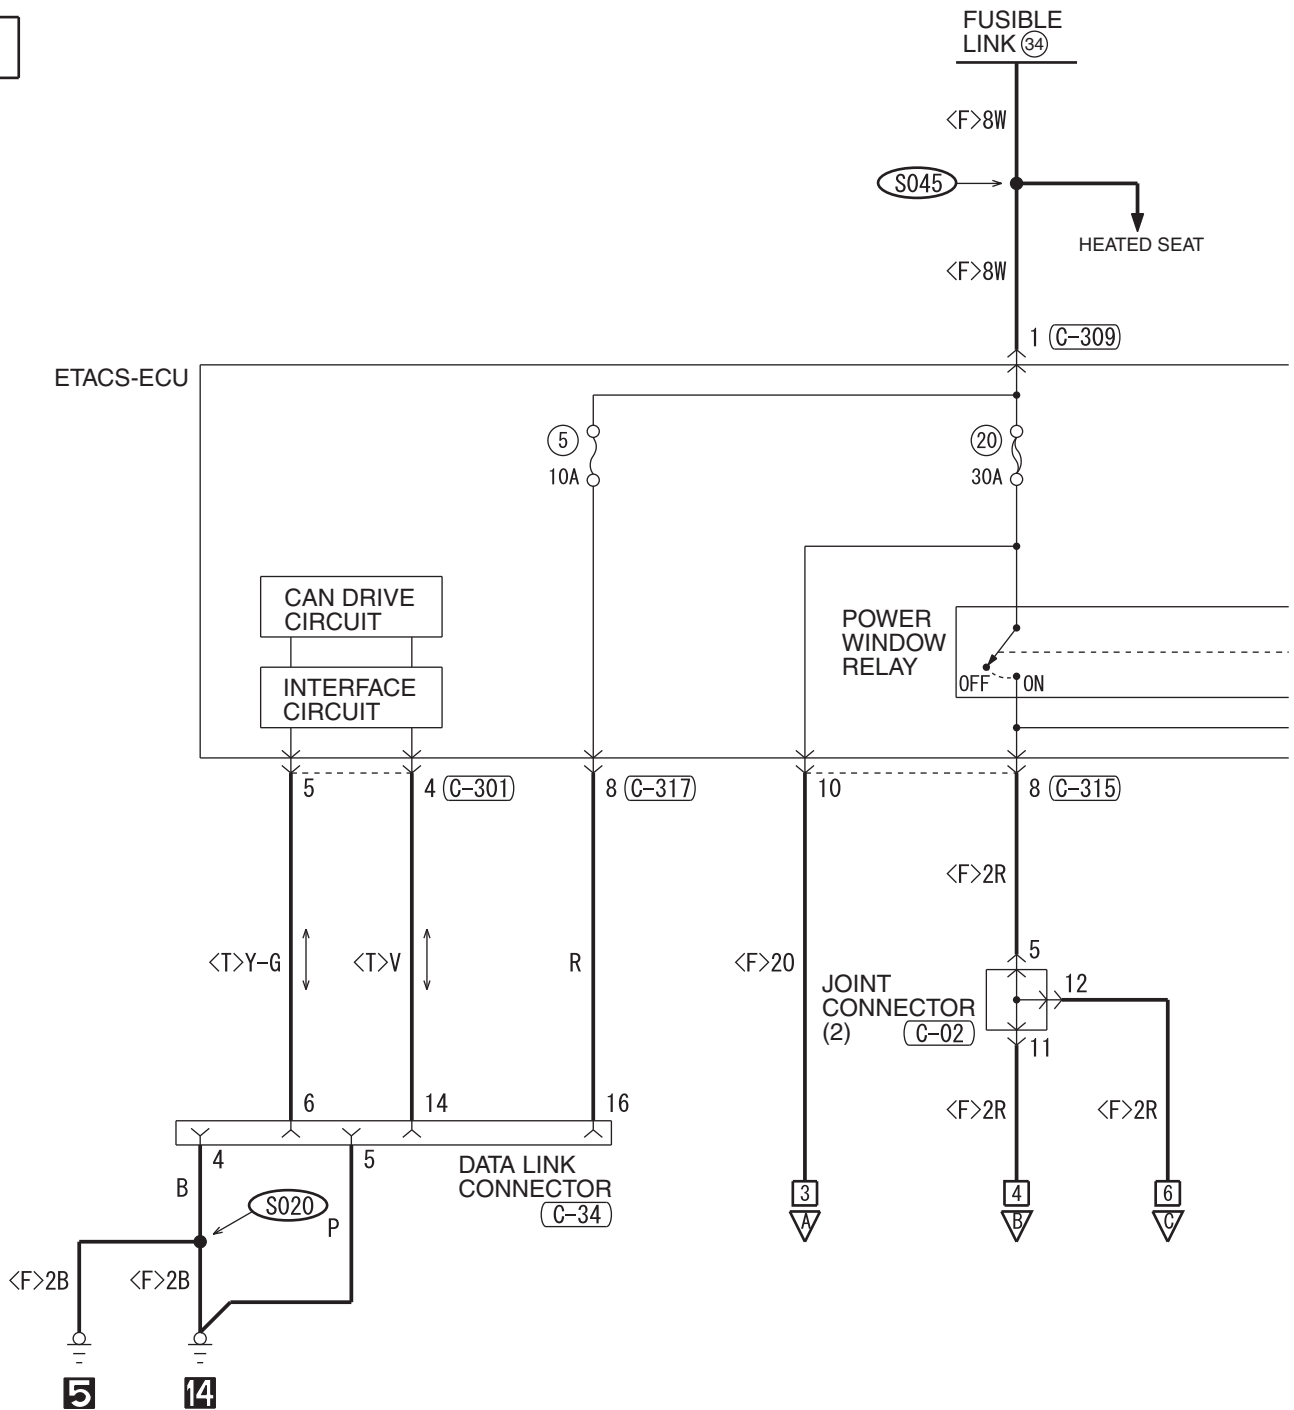 FUSIBLE
LINK 34
<F>8W
S045
HEATED SEAT
<F>8W
1 C-309
ETACS-ECU
5
10A
20
30A
CAN DRIVE
CIRCUIT
INTERFACE
CIRCUIT
POWER
WINDOW
RELAY
OFF ON
5 4 C-301 8 C-317 10 8 C-315
<F>2R
<T>Y-G <T>V R <F>2O
5
JOINT
CONNECTOR
(2) C-02
12
11
6 14 16
<F>2R <F>2R
4 5
DATA LINK
CONNECTOR
C-34
B S020 P
3 4 6
A B C
<F>2B <F>2B
5 14